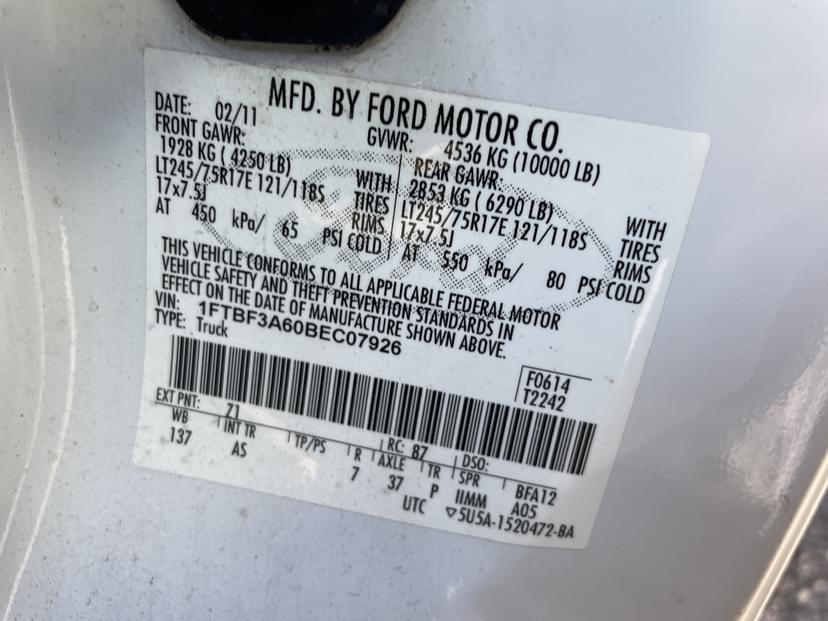 MFD. BY FORD MOTOR CO.
DATE: 02/11 GVWR: 4536 KG (10000 LB)
FRONT GAWR: REAR GAWR:
1928 KG ( 4250 LB) WITH 2853 KG ( 6290 LB) WITH
LT245/75R17E 121/118S TIRES LT245/75R17E 121/118S TIRES
17x7.5J RIMS 17x7.5J RIMS
AT 450 kPa/ 65 PSI COLD AT 550 kPa/ 80 PSI COLD
THIS VEHICLE CONFORMS TO ALL APPLICABLE FEDERAL MOTOR
VEHICLE SAFETY AND THEFT PREVENTION STANDARDS IN
EFFECT ON THE DATE OF MANUFACTURE SHOWN ABOVE.
VIN: 1FTBF3A60BEC07926
TYPE: Truck
F0614
T2242
EXT PNT: Z1 RC: 87 DSO:
WB INT TR TP/PS R AXLE TR SPR BFA12
137 AS 7 37 P IIMM A05
UTC ▽5U5A-1520472-BA